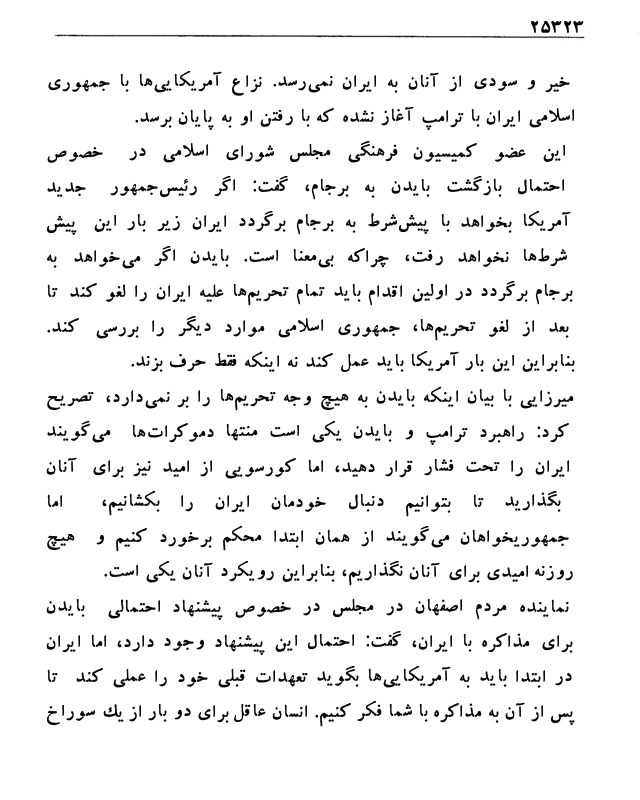 ۲۵۳۲۳
خیر و سودی از آنان به ایران نمی‌رسد. نزاع آمریکایی‌ها با جمهوری
اسلامی ایران با ترامپ آغاز نشده که با رفتن او به پایان برسد.
این عضو کمیسیون فرهنگی مجلس شورای اسلامی در خصوص
احتمال بازگشت بایدن به برجام، گفت: اگر رئیس‌جمهور جدید
آمریکا بخواهد با پیش‌شرط به برجام برگردد ایران زیر بار این پیش
شرط‌ها نخواهد رفت، چراکه بی‌معنا است. بایدن اگر می‌خواهد به
برجام برگردد در اولین اقدام باید تمام تحریم‌ها علیه ایران را لغو کند تا
بعد از لغو تحریم‌ها، جمهوری اسلامی موارد دیگر را بررسی کند.
بنابراین این بار آمریکا باید عمل کند نه اینکه فقط حرف بزند.
میرزایی با بیان اینکه بایدن به هیچ وجه تحریم‌ها را بر نمی‌دارد، تصریح
کرد: راهبرد ترامپ و بایدن یکی است منتها دموکرات‌ها می‌گویند
ایران را تحت فشار قرار دهید، اما کورسویی از امید نیز برای آنان
بگذارید تا بتوانیم دنبال خودمان ایران را بکشانیم، اما
جمهوریخواهان می‌گویند از همان ابتدا محکم برخورد کنیم و هیچ
روزنه امیدی برای آنان نگذاریم، بنابراین رویکرد آنان یکی است.
نماینده مردم اصفهان در مجلس در خصوص پیشنهاد احتمالی بایدن
برای مذاکره با ایران، گفت: احتمال این پیشنهاد وجود دارد، اما ایران
در ابتدا باید به آمریکایی‌ها بگوید تعهدات قبلی خود را عملی کند تا
پس از آن به مذاکره با شما فکر کنیم. انسان عاقل برای دو بار از یك سوراخ